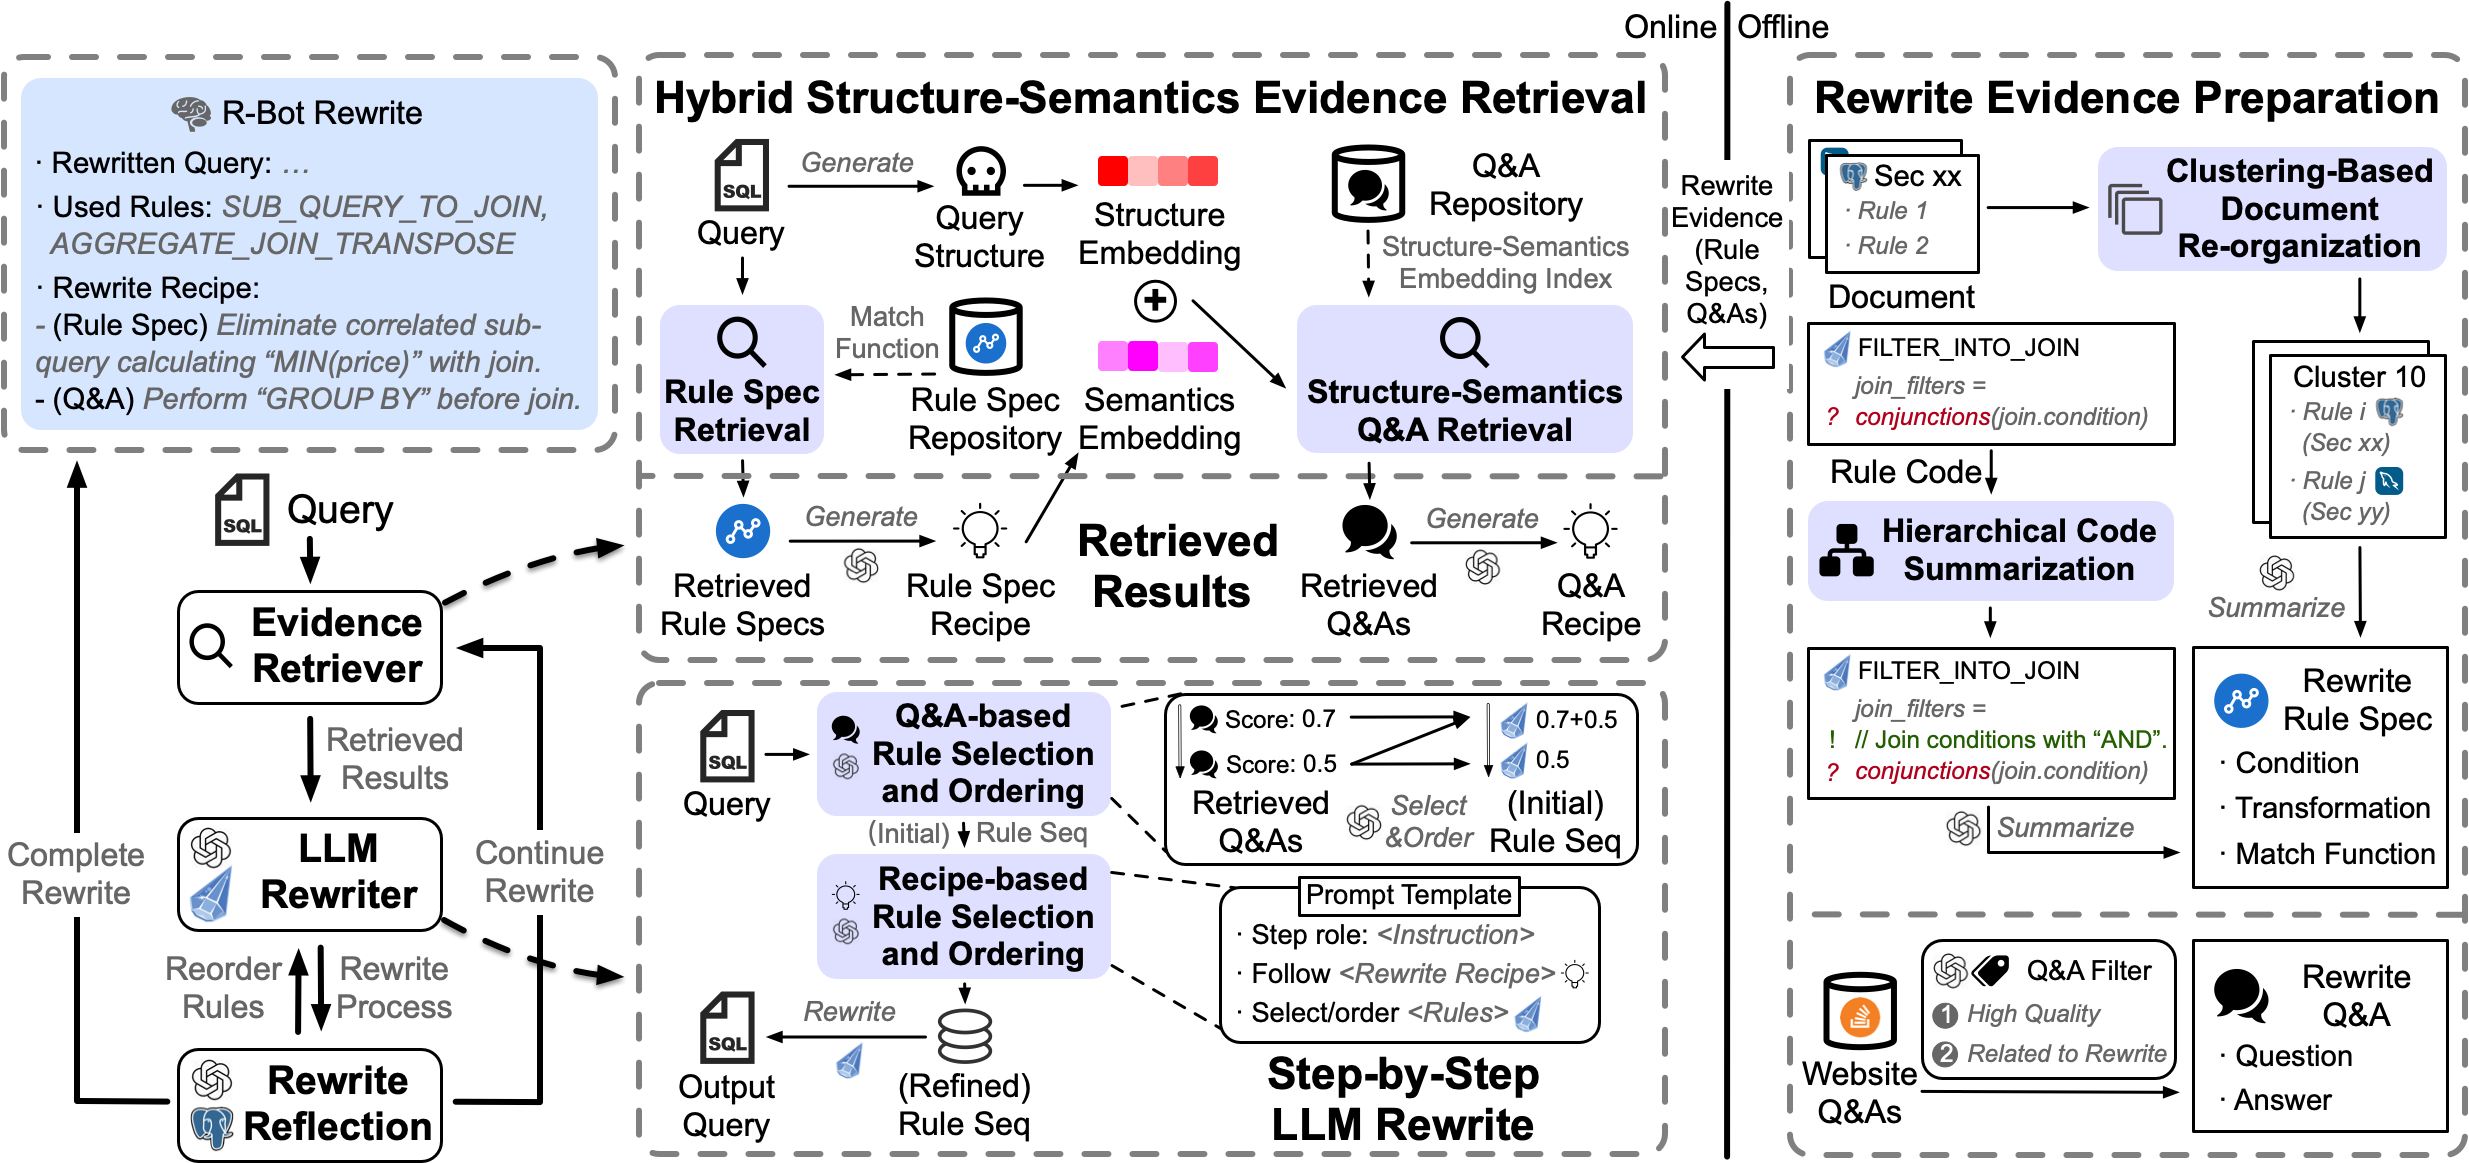 Online
Offline
R-Bot Rewrite
· Rewritten Query: ...
· Used Rules: SUB_QUERY_TO_JOIN,
AGGREGATE_JOIN_TRANSPOSE
· Rewrite Recipe:
- (Rule Spec) Eliminate correlated sub-
query calculating “MIN(price)” with join.
- (Q&A) Perform “GROUP BY” before join.
SQL
Query
Evidence
Retriever
Retrieved
Results
LLM
Rewriter
Complete
Rewrite
Continue
Rewrite
Reorder
Rules
Rewrite
Process
Rewrite
Reflection
Hybrid Structure-Semantics Evidence Retrieval
SQL
Query
Generate
Query
Structure
Structure
Embedding
Q&A
Repository
Structure-Semantics
Embedding Index
Rule Spec
Retrieval
Match
Function
Rule Spec
Repository
Semantics
Embedding
Structure-Semantics
Q&A Retrieval
Retrieved
Rule Specs
Generate
Rule Spec
Recipe
Retrieved
Results
Retrieved
Q&As
Generate
Q&A
Recipe
SQL
Query
Q&A-based
Rule Selection
and Ordering
(Initial)
Rule Seq
Recipe-based
Rule Selection
and Ordering
Score: 0.7
0.7+0.5
Score: 0.5
0.5
Retrieved
Q&As
Select
&Order
(Initial)
Rule Seq
Prompt Template
· Step role: <Instruction>
· Follow <Rewrite Recipe>
· Select/order <Rules>
SQL
Output
Query
Rewrite
(Refined)
Rule Seq
Step-by-Step
LLM Rewrite
Rewrite
Evidence
(Rule
Specs,
Q&As)
Rewrite Evidence Preparation
Sec xx
· Rule 1
· Rule 2
Document
Clustering-Based
Document
Re-organization
FILTER_INTO_JOIN
join_filters =
? conjunctions(join.condition)
Rule Code
Cluster 10
· Rule i
(Sec xx)
· Rule j
(Sec yy)
Hierarchical Code
Summarization
Summarize
FILTER_INTO_JOIN
join_filters =
! // Join conditions with “AND”.
? conjunctions(join.condition)
Summarize
Rewrite
Rule Spec
· Condition
· Transformation
· Match Function
Website
Q&As
Q&A Filter
1 High Quality
2 Related to Rewrite
Rewrite
Q&A
· Question
· Answer